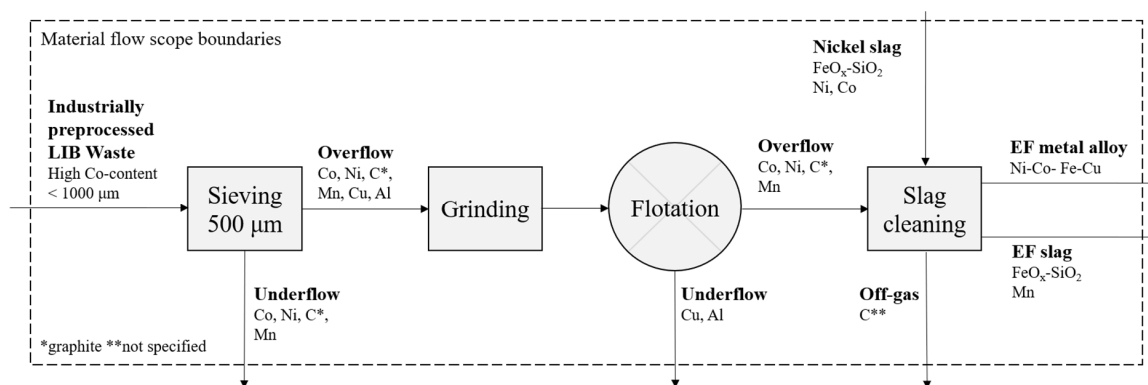 Material flow scope boundaries
Industrially
preprocessed
LIB Waste
High Co-content
< 1000 μm
Sieving
500 μm
Underflow
Co, Ni, C*,
Mn
Overflow
Co, Ni, C*,
Mn, Cu, Al
Grinding
Flotation
Underflow
Cu, Al
Overflow
Co, Ni, C*,
Mn
Nickel slag
FeOₓ-SiO₂
Ni, Co
Slag
cleaning
EF metal alloy
Ni-Co- Fe-Cu
EF slag
FeOₓ-SiO₂
Mn
Off-gas
C**
*graphite **not specified